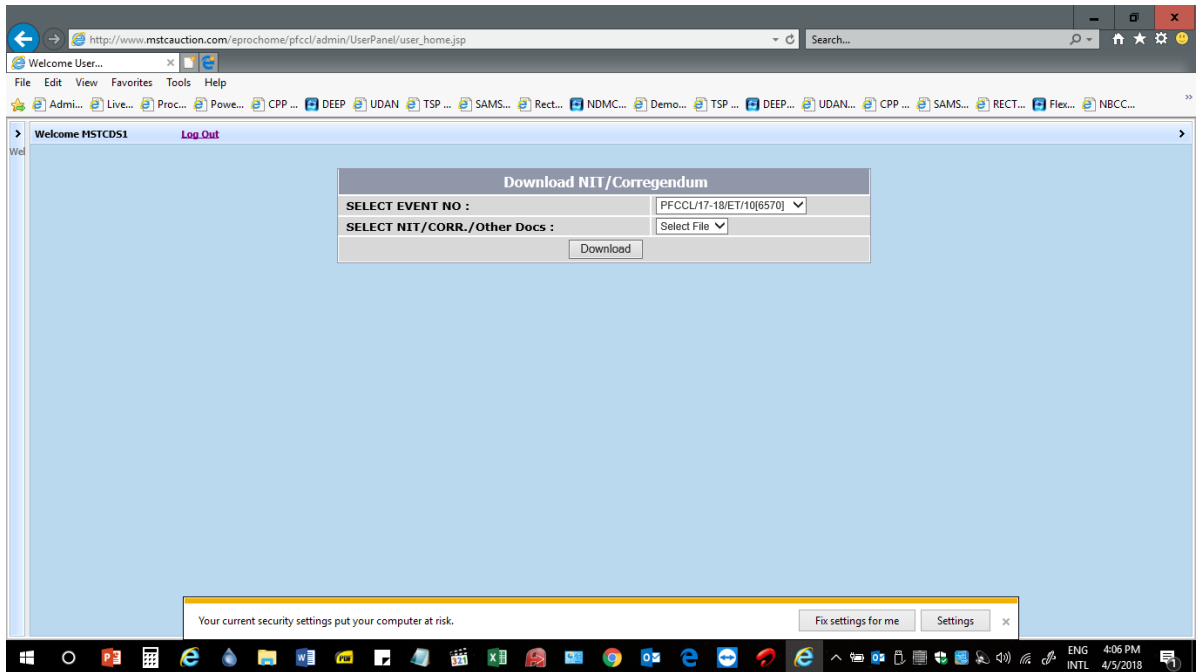 http://www.mstcauction.com/eprochome/pfccl/admin/UserPanel/user_home.jsp
Search...
Welcome User...
File Edit View Favorites Tools Help
Admi... Live... Proc... Powe... CPP ... DEEP UDAN TSP ... SAMS... Rect... NDMC... Demo... TSP ... DEEP... UDAN... CPP ... SAMS... RECT... Flex... NBCC...
Welcome MSTCDS1 Log Out
Wel
Download NIT/Corregendum
SELECT EVENT NO : PFCCL/17-18/ET/10[6570]
SELECT NIT/CORR./Other Docs : Select File
Download
Your current security settings put your computer at risk. Fix settings for me Settings
ENG 4:06 PM
INTL 4/5/2018